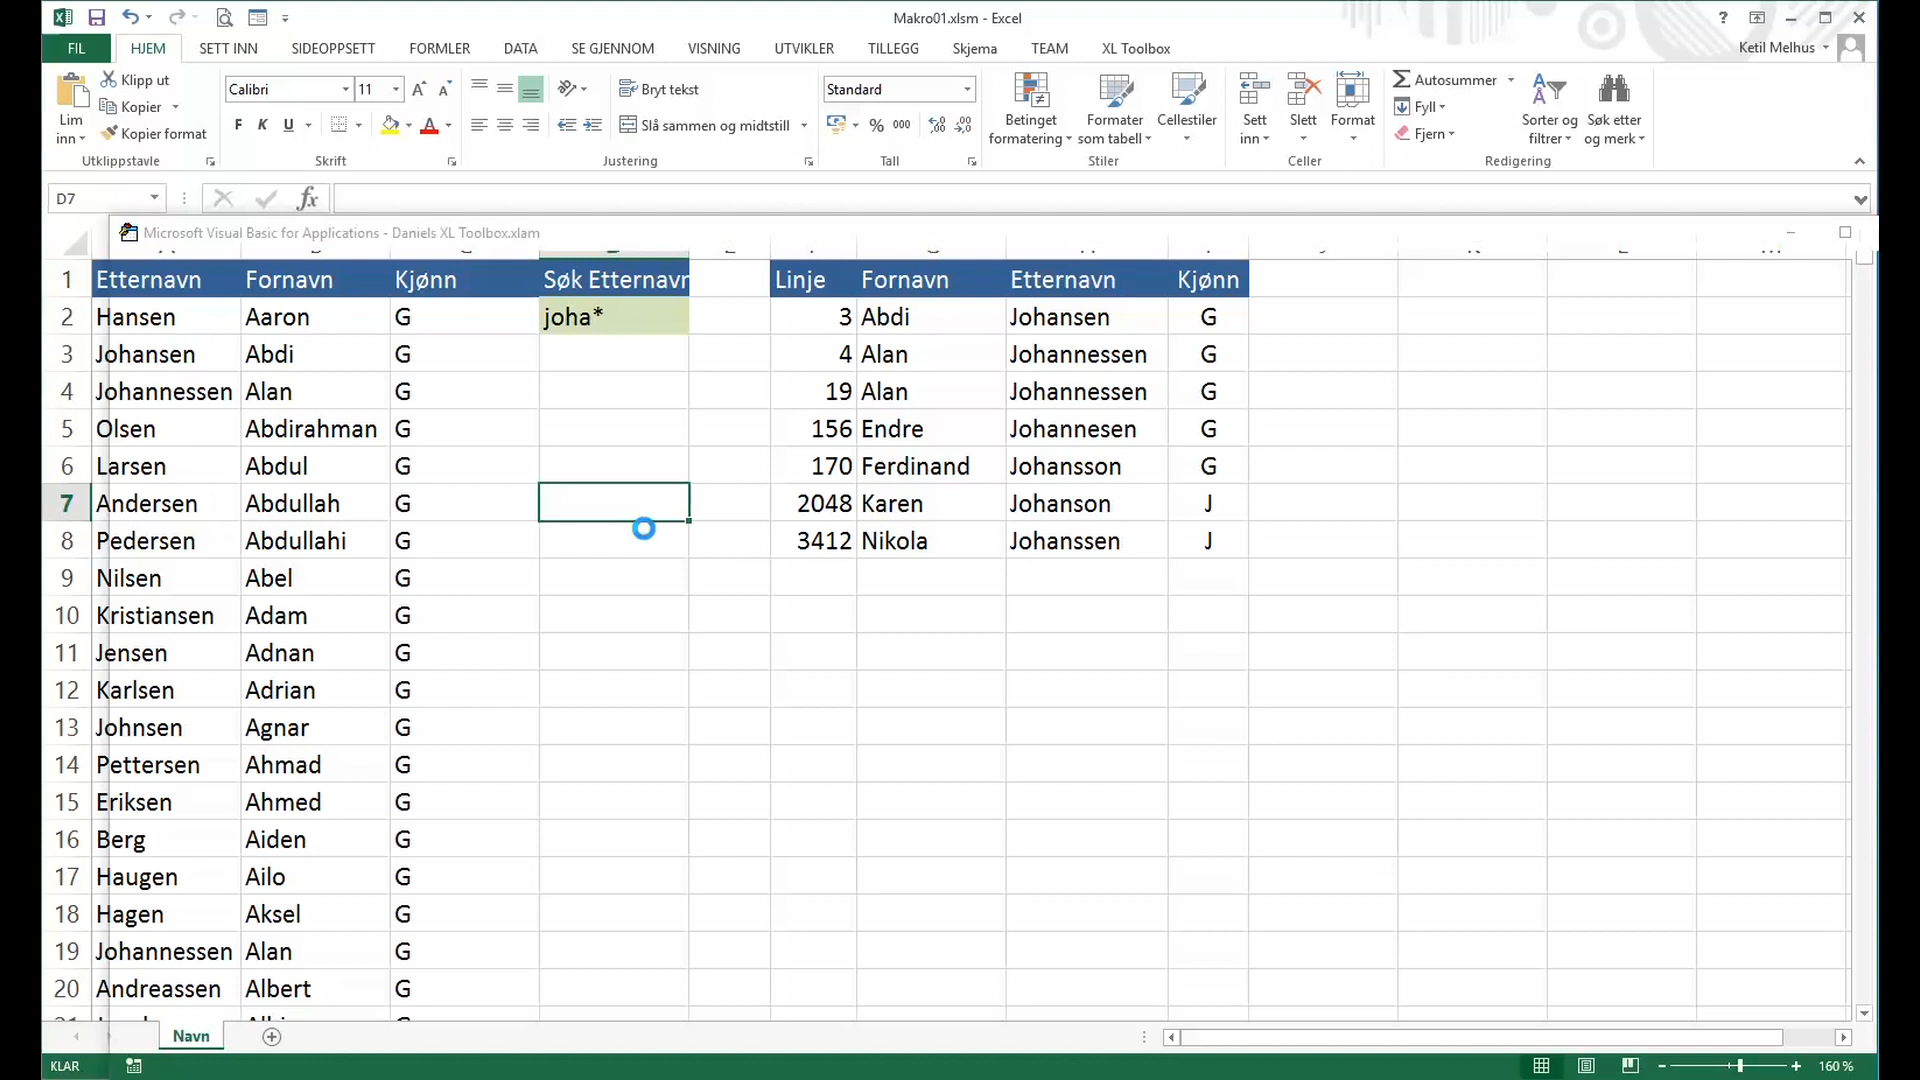 Makro01.xlsm - Excel
?
FIL HJEM SETT INN SIDEOPPSETT FORMLER DATA SE GJENNOM VISNING UTVIKLER TILLEGG Skjema TEAM XL Toolbox Ketil Melhus
Lim inn
Klipp ut
Kopier
Kopier format
Calibri 11
F K U
Bryt tekst
Slå sammen og midtstill
Standard
% 000
Betinget formatering
Formater som tabell
Cellestiler
Sett inn
Slett
Format
Autosummer
Fyll
Fjern
Sorter og filtrer
Søk etter og merk
Utklippstavle Skrift Justering Tall Stiler Celler Redigering
D7 fx
Microsoft Visual Basic for Applications - Daniels XL Toolbox.xlam
1 Etternavn Fornavn Kjønn Søk Etternavn Linje Fornavn Etternavn Kjønn
2 Hansen Aaron G joha* 3 Abdi Johansen G
3 Johansen Abdi G 4 Alan Johannessen G
4 Johannessen Alan G 19 Alan Johannessen G
5 Olsen Abdirahman G 156 Endre Johannesen G
6 Larsen Abdul G 170 Ferdinand Johansson G
7 Andersen Abdullah G 2048 Karen Johanson J
8 Pedersen Abdullahi G 3412 Nikola Johanssen J
9 Nilsen Abel G
10 Kristiansen Adam G
11 Jensen Adnan G
12 Karlsen Adrian G
13 Johnsen Agnar G
14 Pettersen Ahmad G
15 Eriksen Ahmed G
16 Berg Aiden G
17 Haugen Ailo G
18 Hagen Aksel G
19 Johannessen Alan G
20 Andreassen Albert G
Navn
KLAR 160 %